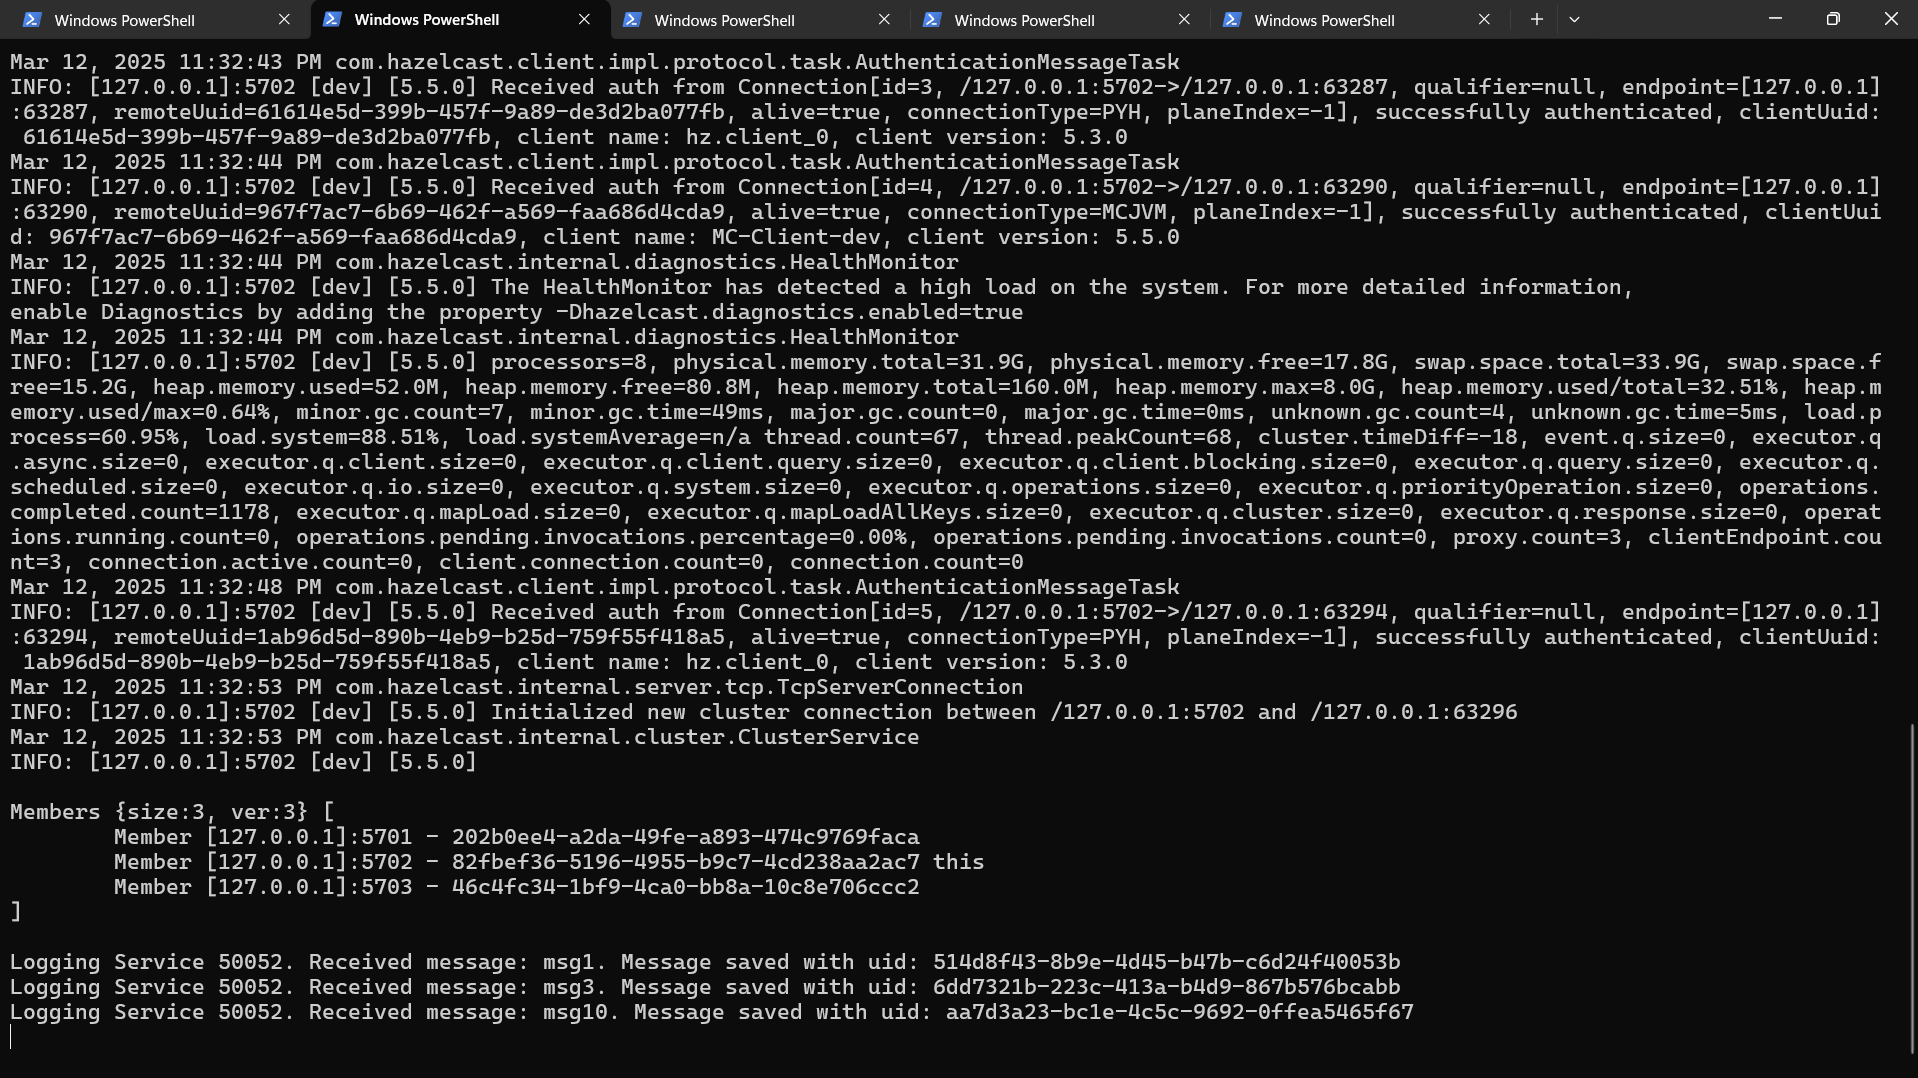 Windows PowerShell
Windows PowerShell
Windows PowerShell
Windows PowerShell
Windows PowerShell
Mar 12, 2025 11:32:43 PM com.hazelcast.client.impl.protocol.task.AuthenticationMessageTask
INFO: [127.0.0.1]:5702 [dev] [5.5.0] Received auth from Connection[id=3, /127.0.0.1:5702->/127.0.0.1:63287, qualifier=null, endpoint=[127.0.0.1]
:63287, remoteUuid=61614e5d-399b-457f-9a89-de3d2ba077fb, alive=true, connectionType=PYH, planeIndex=-1], successfully authenticated, clientUuid:
 61614e5d-399b-457f-9a89-de3d2ba077fb, client name: hz.client_0, client version: 5.3.0
Mar 12, 2025 11:32:44 PM com.hazelcast.client.impl.protocol.task.AuthenticationMessageTask
INFO: [127.0.0.1]:5702 [dev] [5.5.0] Received auth from Connection[id=4, /127.0.0.1:5702->/127.0.0.1:63290, qualifier=null, endpoint=[127.0.0.1]
:63290, remoteUuid=967f7ac7-6b69-462f-a569-faa686d4cda9, alive=true, connectionType=MCJVM, planeIndex=-1], successfully authenticated, clientUui
d: 967f7ac7-6b69-462f-a569-faa686d4cda9, client name: MC-Client-dev, client version: 5.5.0
Mar 12, 2025 11:32:44 PM com.hazelcast.internal.diagnostics.HealthMonitor
INFO: [127.0.0.1]:5702 [dev] [5.5.0] The HealthMonitor has detected a high load on the system. For more detailed information,
enable Diagnostics by adding the property -Dhazelcast.diagnostics.enabled=true
Mar 12, 2025 11:32:44 PM com.hazelcast.internal.diagnostics.HealthMonitor
INFO: [127.0.0.1]:5702 [dev] [5.5.0] processors=8, physical.memory.total=31.9G, physical.memory.free=17.8G, swap.space.total=33.9G, swap.space.f
ree=15.2G, heap.memory.used=52.0M, heap.memory.free=80.8M, heap.memory.total=160.0M, heap.memory.max=8.0G, heap.memory.used/total=32.51%, heap.m
emory.used/max=0.64%, minor.gc.count=7, minor.gc.time=49ms, major.gc.count=0, major.gc.time=0ms, unknown.gc.count=4, unknown.gc.time=5ms, load.p
rocess=60.95%, load.system=88.51%, load.systemAverage=n/a thread.count=67, thread.peakCount=68, cluster.timeDiff=-18, event.q.size=0, executor.q
.async.size=0, executor.q.client.size=0, executor.q.client.query.size=0, executor.q.client.blocking.size=0, executor.q.query.size=0, executor.q.
scheduled.size=0, executor.q.io.size=0, executor.q.system.size=0, executor.q.operations.size=0, executor.q.priorityOperation.size=0, operations.
completed.count=1178, executor.q.mapLoad.size=0, executor.q.mapLoadAllKeys.size=0, executor.q.cluster.size=0, executor.q.response.size=0, operat
ions.running.count=0, operations.pending.invocations.percentage=0.00%, operations.pending.invocations.count=0, proxy.count=3, clientEndpoint.cou
nt=3, connection.active.count=0, client.connection.count=0, connection.count=0
Mar 12, 2025 11:32:48 PM com.hazelcast.client.impl.protocol.task.AuthenticationMessageTask
INFO: [127.0.0.1]:5702 [dev] [5.5.0] Received auth from Connection[id=5, /127.0.0.1:5702->/127.0.0.1:63294, qualifier=null, endpoint=[127.0.0.1]
:63294, remoteUuid=1ab96d5d-890b-4eb9-b25d-759f55f418a5, alive=true, connectionType=PYH, planeIndex=-1], successfully authenticated, clientUuid:
 1ab96d5d-890b-4eb9-b25d-759f55f418a5, client name: hz.client_0, client version: 5.3.0
Mar 12, 2025 11:32:53 PM com.hazelcast.internal.server.tcp.TcpServerConnection
INFO: [127.0.0.1]:5702 [dev] [5.5.0] Initialized new cluster connection between /127.0.0.1:5702 and /127.0.0.1:63296
Mar 12, 2025 11:32:53 PM com.hazelcast.internal.cluster.ClusterService
INFO: [127.0.0.1]:5702 [dev] [5.5.0]

Members {size:3, ver:3} [
        Member [127.0.0.1]:5701 - 202b0ee4-a2da-49fe-a893-474c9769faca
        Member [127.0.0.1]:5702 - 82fbef36-5196-4955-b9c7-4cd238aa2ac7 this
        Member [127.0.0.1]:5703 - 46c4fc34-1bf9-4ca0-bb8a-10c8e706ccc2
]

Logging Service 50052. Received message: msg1. Message saved with uid: 514d8f43-8b9e-4d45-b47b-c6d24f40053b
Logging Service 50052. Received message: msg3. Message saved with uid: 6dd7321b-223c-413a-b4d9-867b576bcabb
Logging Service 50052. Received message: msg10. Message saved with uid: aa7d3a23-bc1e-4c5c-9692-0ffea5465f67